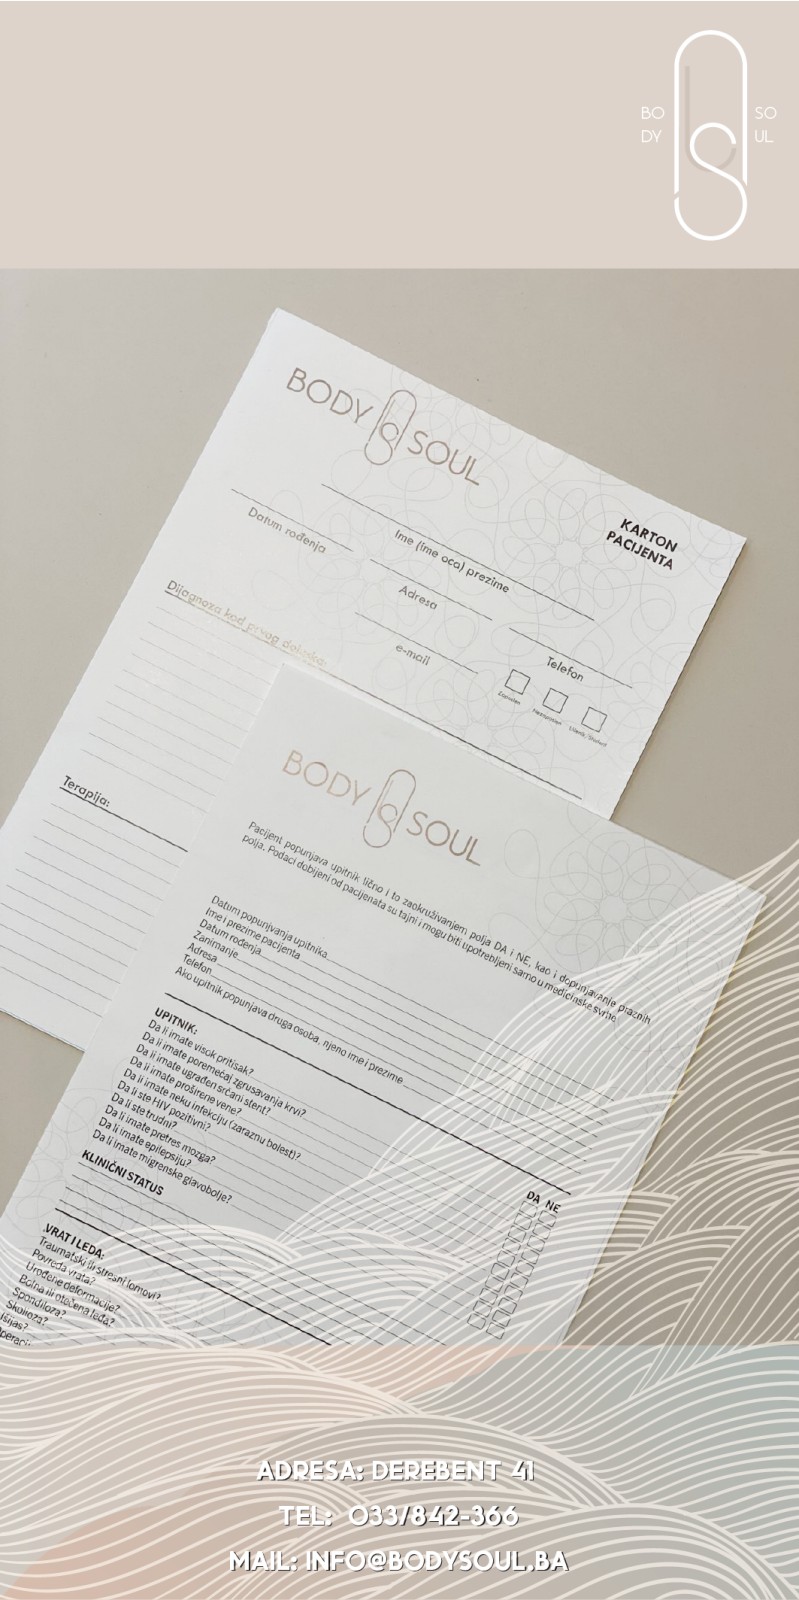 BO SO
DY UL
BODY SOUL
KARTON
PACIJENTA
Ime (ime oca) prezime
Datum rođenja
Adresa
Telefon
e-mail
Zaposlen Nezaposlen Učenik/Student
Dijagnoza kod prvog dolaska:
Terapija:
BODY SOUL
Pacijent popunjava upitnik lično i to zaokruživanjem polja DA i NE, kao i dopunjavanje praznih
polja. Podaci dobijeni od pacijenata su tajni i mogu biti upotrebljeni samo u medicinske svrhe.
Datum popunjvanja upitnika
Ime i prezime pacijenta
Datum rođenja
Zanimanje
Adresa
Telefon
Ako upitnik popunjava druga osoba, njeno ime i prezime
UPITNIK:
DA NE
Da li imate visok pritisak?
Da li imate poremećaj zgrusavanja krvi?
Da li imate ugrađen srčani stent?
Da li imate proširene vene?
Da li imate neku infekciju (zaraznu bolest)?
Da li ste HIV pozitivni?
Da li ste trudni?
Da li imate potres mozga?
Da li imate epilepsiju?
Da li imate migrenske glavobolje?
KLINIČNI STATUS
VRAT I LEĐA:
Traumatski ili stresni lomovi?
Povreda vrata?
Urođene deformacije?
Bolna ili otečena leđa?
Spondiloza?
Skolioza?
ADRESA: DEREBENT 41
TEL: 033/842-366
MAIL: INFO@BODYSOUL.BA